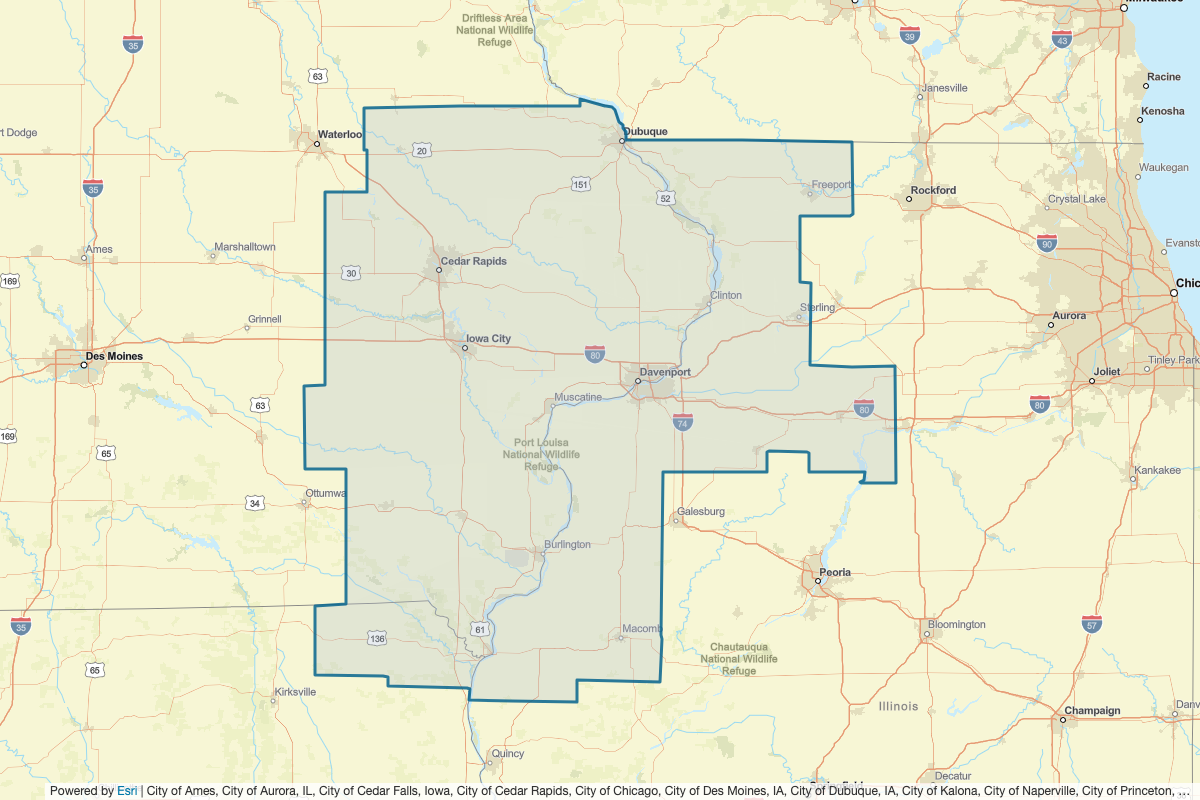 Milwaukee
Driftless Area
National Wildlife
Refuge
35
39
43
63
Racine
Janesville
Kenosha
rt Dodge
Waterloo
Dubuque
20
Waukegan
35
151
52
Freeport
Rockford
Crystal Lake
Ames
Marshalltown
90
Evansto
169
30
Cedar Rapids
Clinton
Chic
Sterling
Grinnell
Aurora
Iowa City
Des Moines
80
Davenport
Tinley Park
Joliet
63
Muscatine
80
80
169
65
74
Port Louisa
National Wildlife
Refuge
Kankakee
34
Ottumwa
Galesburg
Burlington
Peoria
35
61
57
136
Macomb
Bloomington
65
Chautauqua
National Wildlife
Refuge
Kirksville
Illinois
Champaign
Danv
Quincy
Decatur
Powered by Esri | City of Ames, City of Aurora, IL, City of Cedar Falls, Iowa, City of Cedar Rapids, City of Chicago, City of Des Moines, IA, City of Dubuque, IA, City of Kalona, City of Naperville, City of Princeton, ...